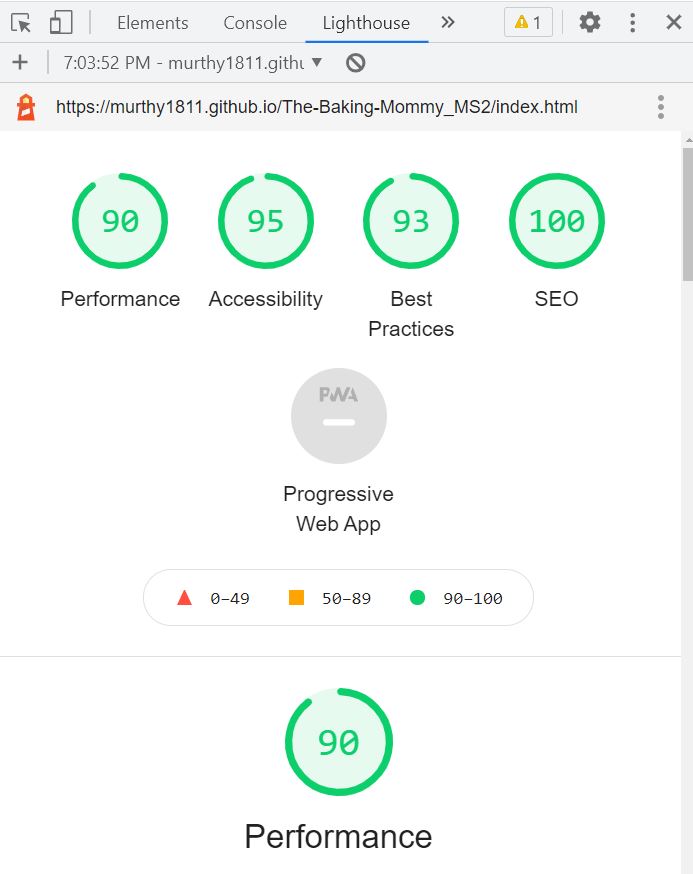 Elements Console Lighthouse 1
7:03:52 PM - murthy1811.githu
https://murthy1811.github.io/The-Baking-Mommy_MS2/index.html
90 95 93 100
Performance Accessibility Best Practices SEO
PWA
Progressive
Web App
0–49 50–89 90–100
90
Performance